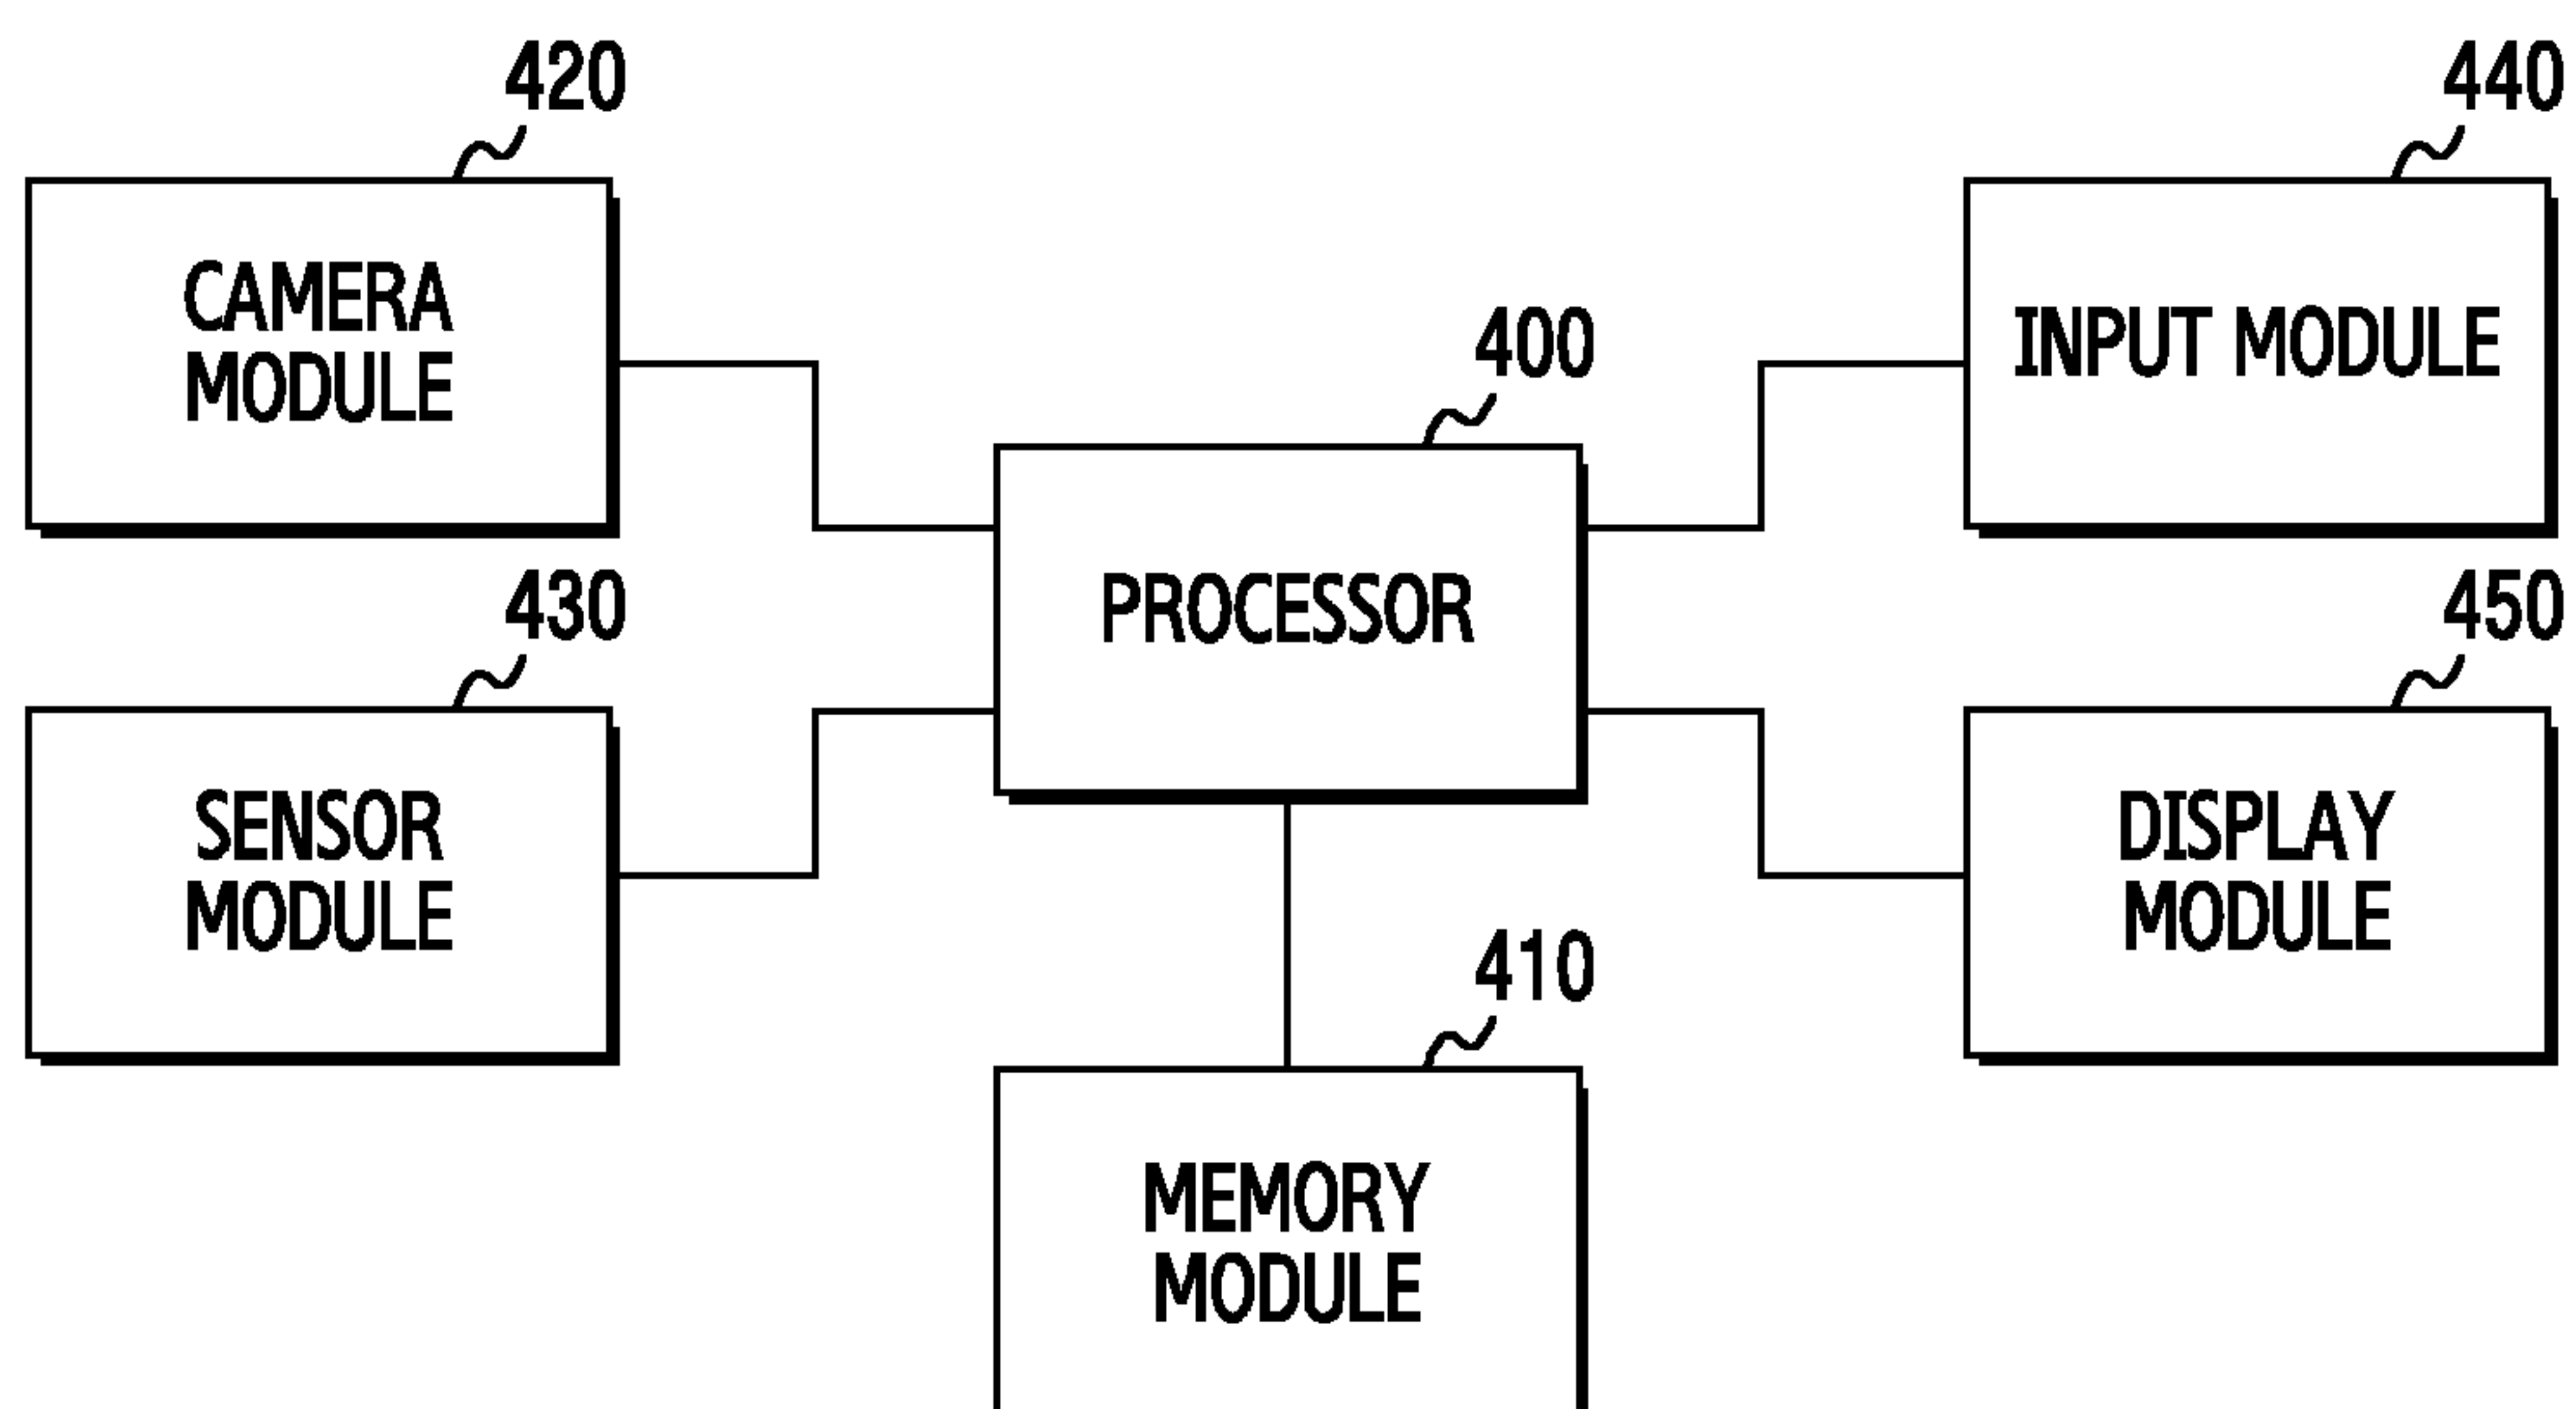 420
CAMERA
MODULE
440
INPUT MODULE
400
PROCESSOR
430
SENSOR
MODULE
450
DISPLAY
MODULE
410
MEMORY
MODULE